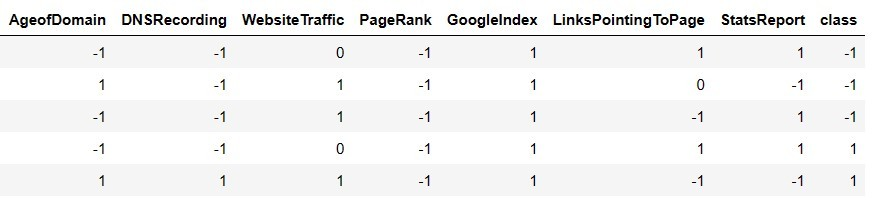 AgeofDomain DNSRecording WebsiteTraffic PageRank GoogleIndex LinksPointingToPage StatsReport class
-1 -1 0 -1 1 1 1 -1
1 -1 1 -1 1 0 -1 -1
-1 -1 1 -1 1 -1 1 -1
-1 -1 0 -1 1 1 1 1
1 1 1 -1 1 -1 -1 1